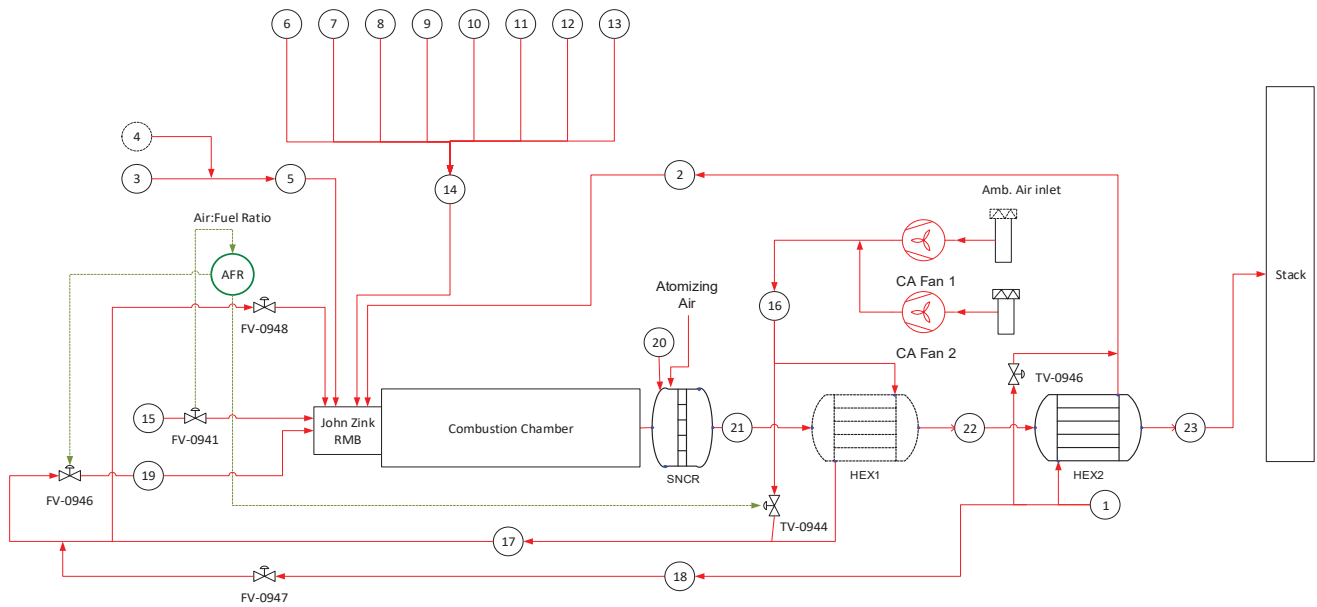 6
7
8
9
10
11
12
13
4
3
5
14
2
Amb. Air inlet
Air:Fuel Ratio
AFR
CA Fan 1
Stack
Atomizing
Air
16
FV-0948
20
CA Fan 2
TV-0946
15
FV-0941
John Zink
RMB
Combustion Chamber
21
22
23
SNCR
HEX1
HEX2
FV-0946
19
TV-0944
1
17
18
FV-0947